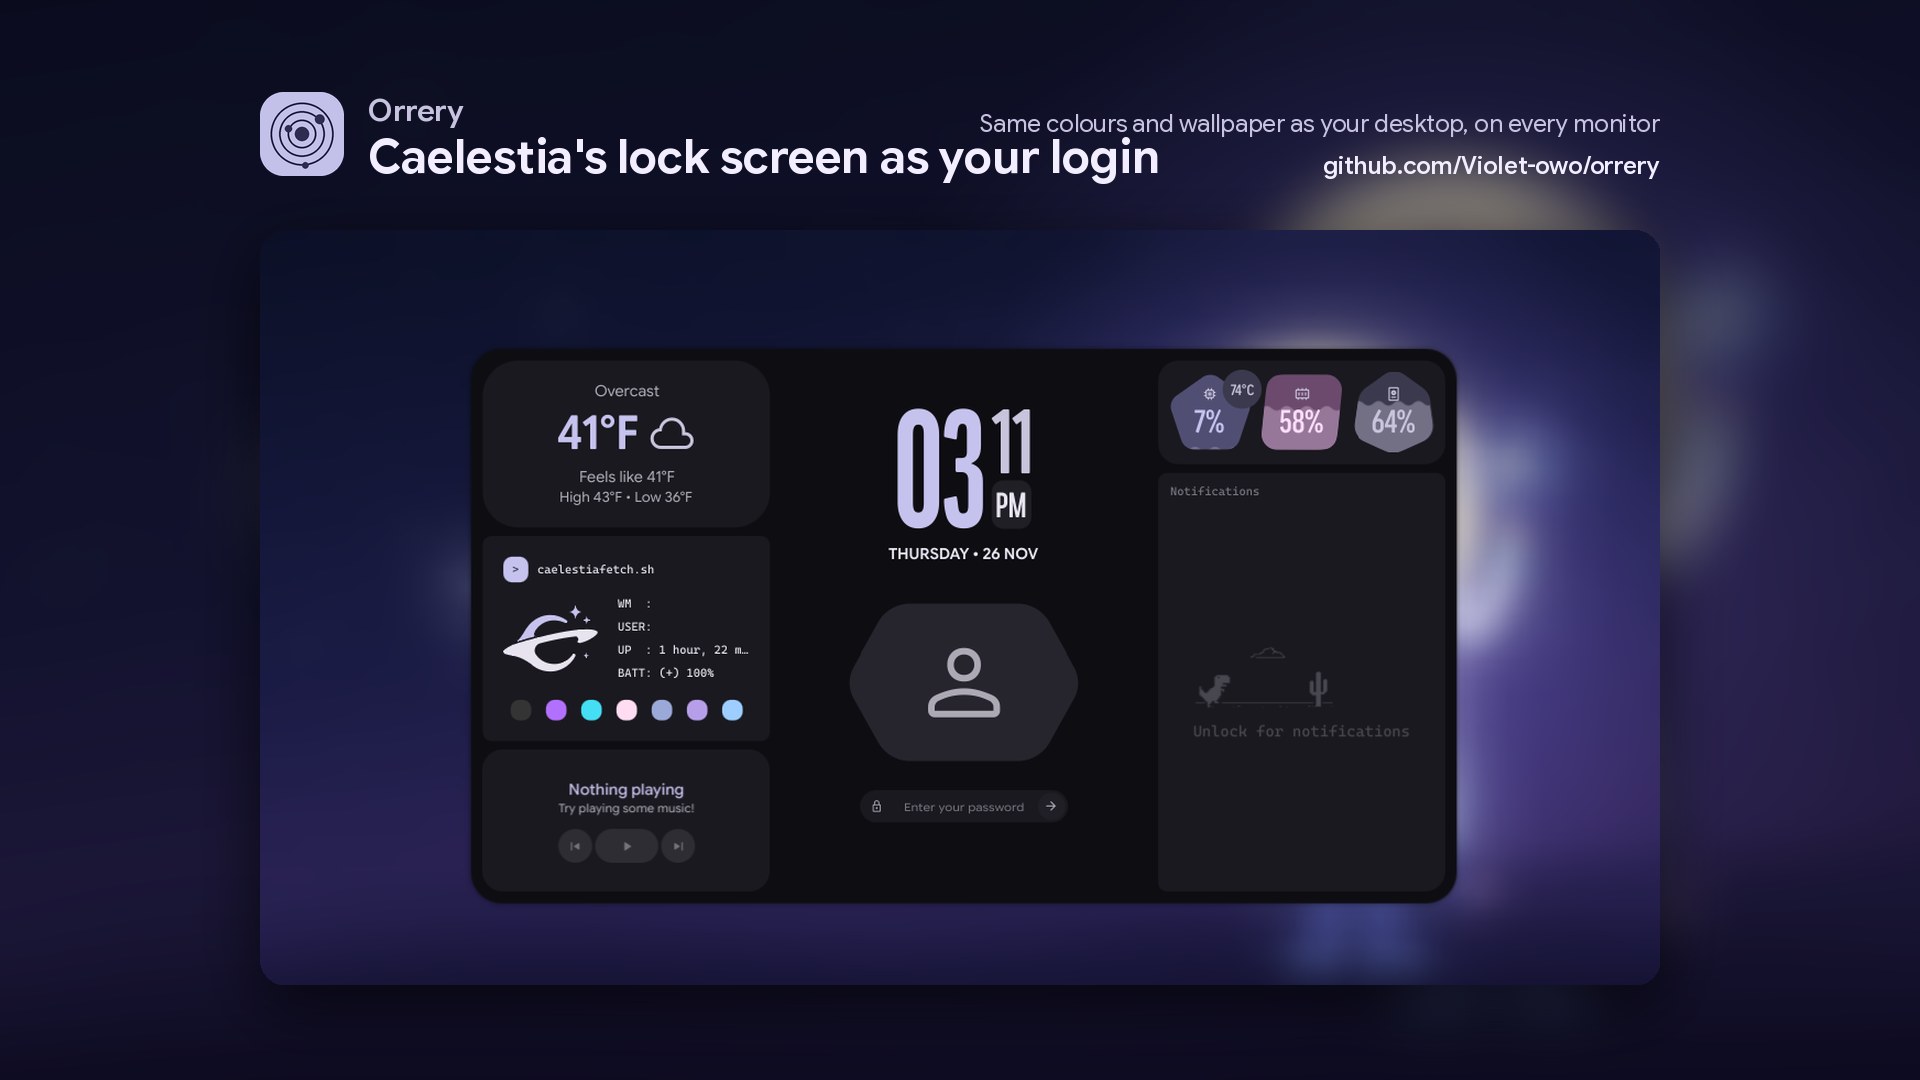 Orrery
Caelestia's lock screen as your login
Same colours and wallpaper as your desktop, on every monitor
github.com/Violet-owo/orrery
Overcast
41°F
Feels like 41°F
High 43°F • Low 36°F
> caelestiafetch.sh
WM :
USER:
UP : 1 hour, 22 m…
BATT: (+) 100%
Nothing playing
Try playing some music!
03 11
PM
THURSDAY • 26 NOV
Enter your password
7% 74°C 58% 64%
Notifications
Unlock for notifications